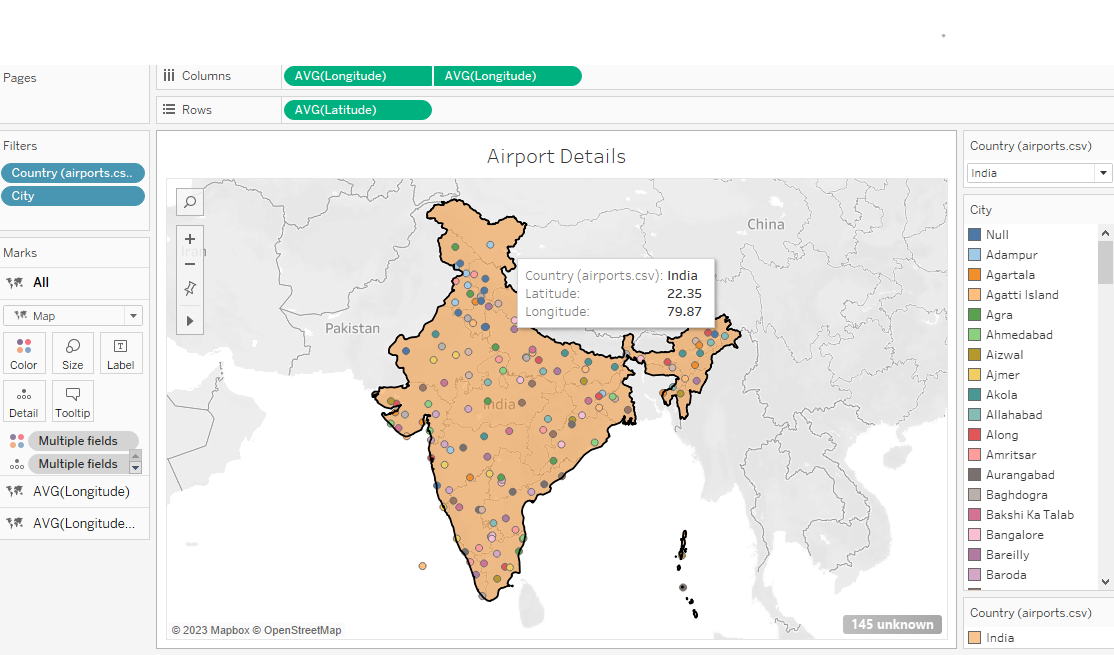 Pages
Columns
AVG(Longitude)
AVG(Longitude)
Rows
AVG(Latitude)
Filters
Country (airports.cs..
City
Marks
All
Map
Color
Size
Label
Detail
Tooltip
Multiple fields
Multiple fields
AVG(Longitude)
AVG(Longitude...
Airport Details
Iran
Pakistan
China
India
Country (airports.csv): India
Latitude: 22.35
Longitude: 79.87
© 2023 Mapbox © OpenStreetMap
145 unknown
Country (airports.csv)
India
City
Null
Adampur
Agartala
Agatti Island
Agra
Ahmedabad
Aizwal
Ajmer
Akola
Allahabad
Along
Amritsar
Aurangabad
Baghdogra
Bakshi Ka Talab
Bangalore
Bareilly
Baroda
Country (airports.csv)
India